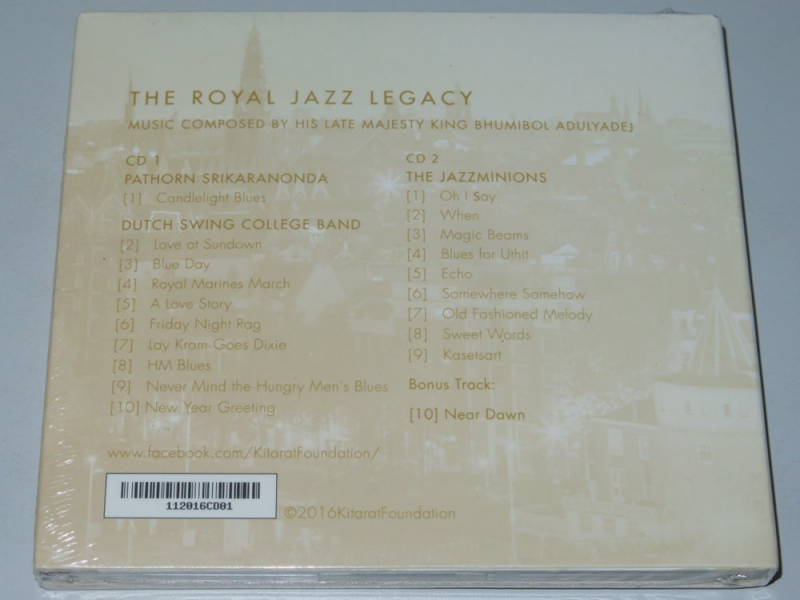 THE ROYAL JAZZ LEGACY
MUSIC COMPOSED BY HIS LATE MAJESTY KING BHUMIBOL ADULYADEJ
CD 1
PATHORN SRIKARANONDA
[1] Candlelight Blues
DUTCH SWING COLLEGE BAND
[2] Love at Sundown
[3] Blue Day
[4] Royal Marines March
[5] A Love Story
[6] Friday Night Rag
[7] Lay Kram Goes Dixie
[8] HM Blues
[9] Never Mind the Hungry Men's Blues
[10] New Year Greeting
CD 2
THE JAZZMINIONS
[1] Oh I Say
[2] When
[3] Magic Beams
[4] Blues for Uthit
[5] Echo
[6] Somewhere Somehow
[7] Old Fashioned Melody
[8] Sweet Words
[9] Kasetsart
Bonus Track:
[10] Near Dawn
www.facebook.com/KitaratFoundation/
112016CD01
©2016KitaratFoundation